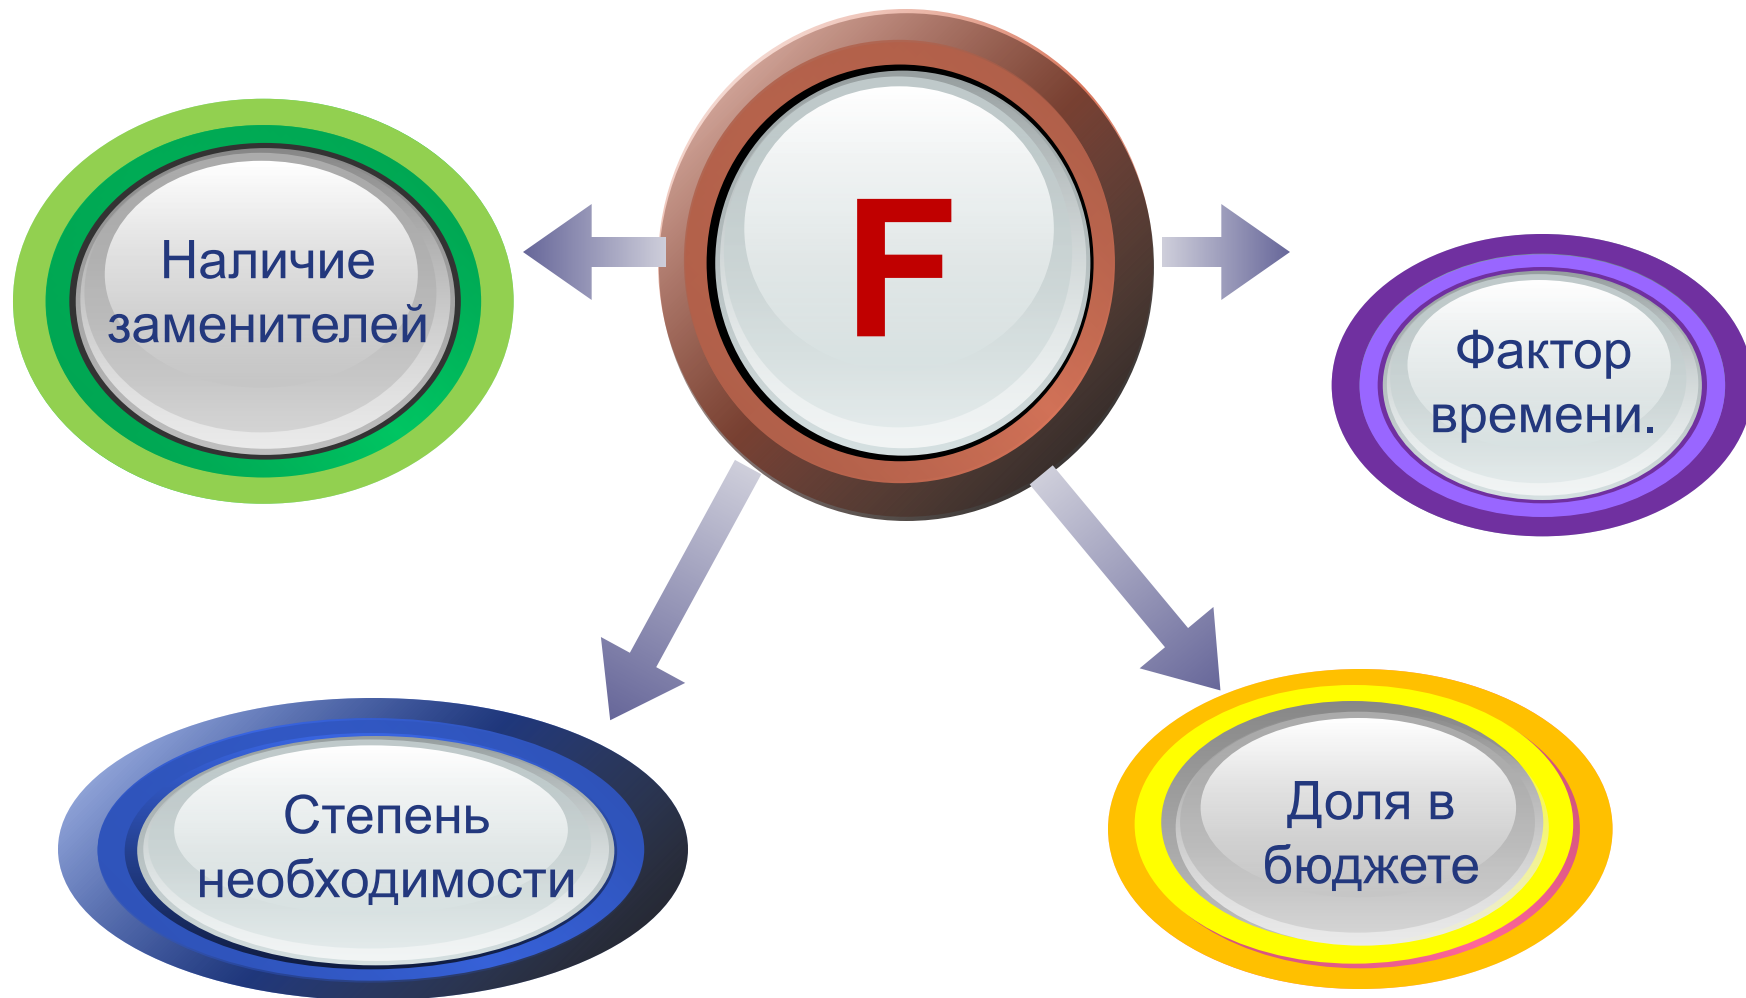 F
Наличие
заменителей
Фактор
времени.
Степень
необходимости
Доля в
бюджете